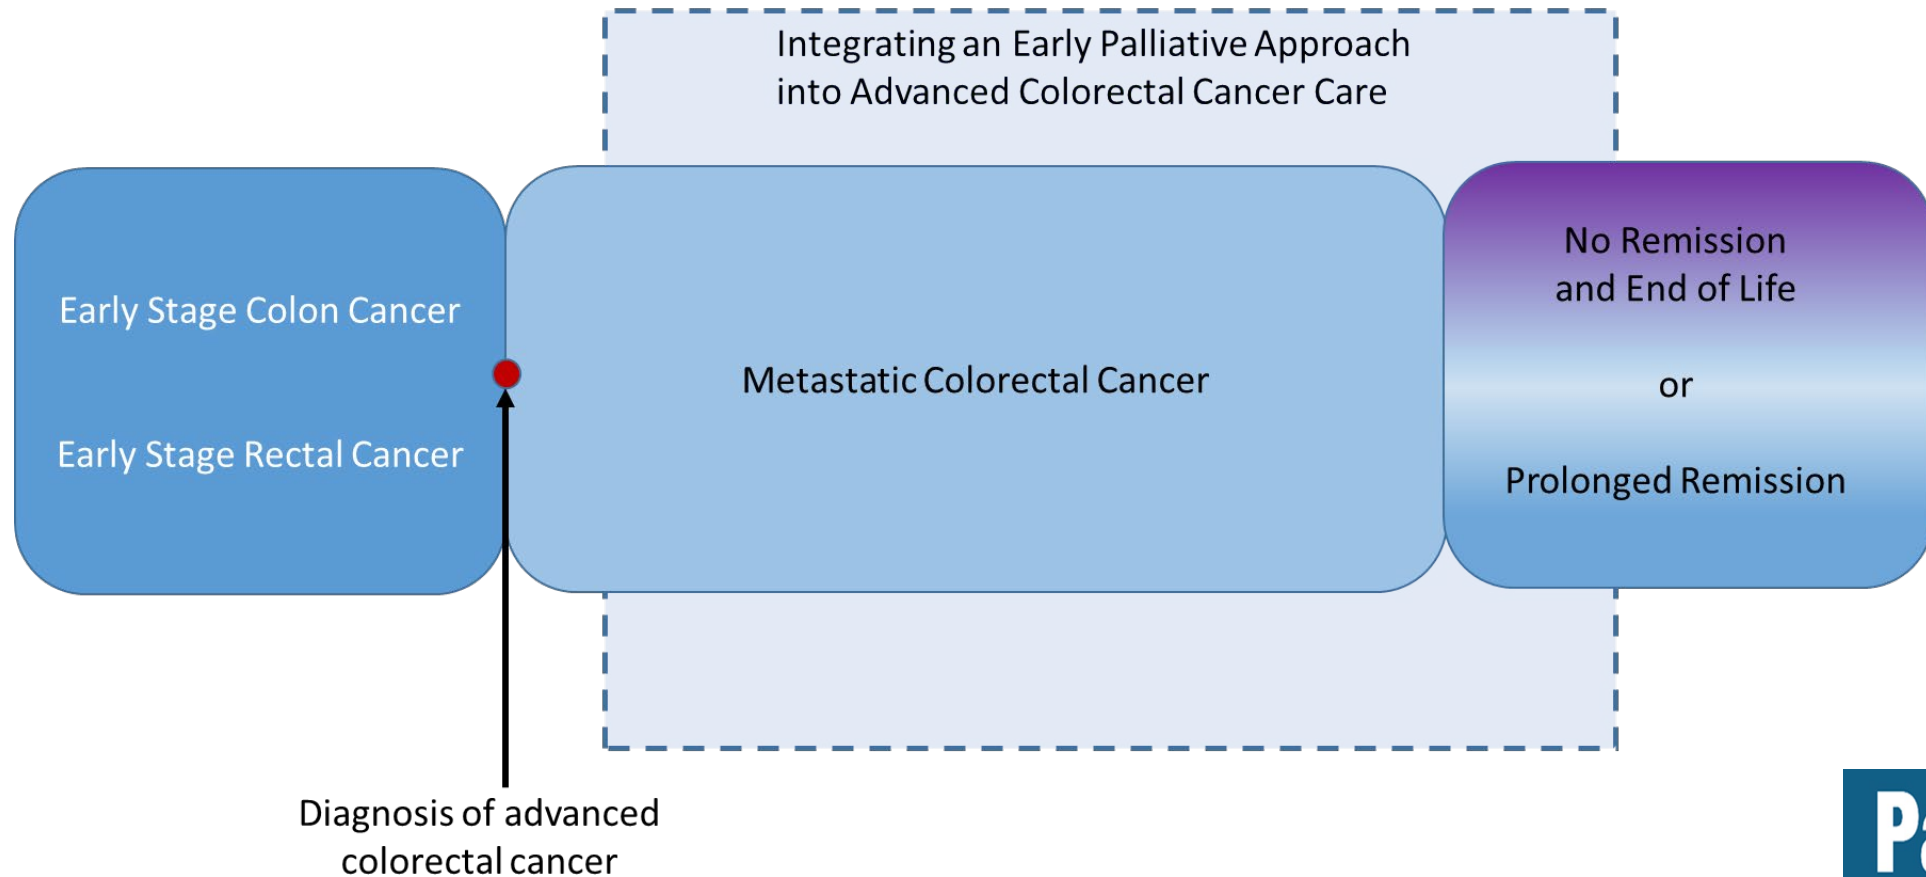 Integrating an Early Palliative Approach
into Advanced Colorectal Cancer Care
Early Stage Colon Cancer
Early Stage Rectal Cancer
Metastatic Colorectal Cancer
No Remission
and End of Life
or
Prolonged Remission
Diagnosis of advanced
colorectal cancer